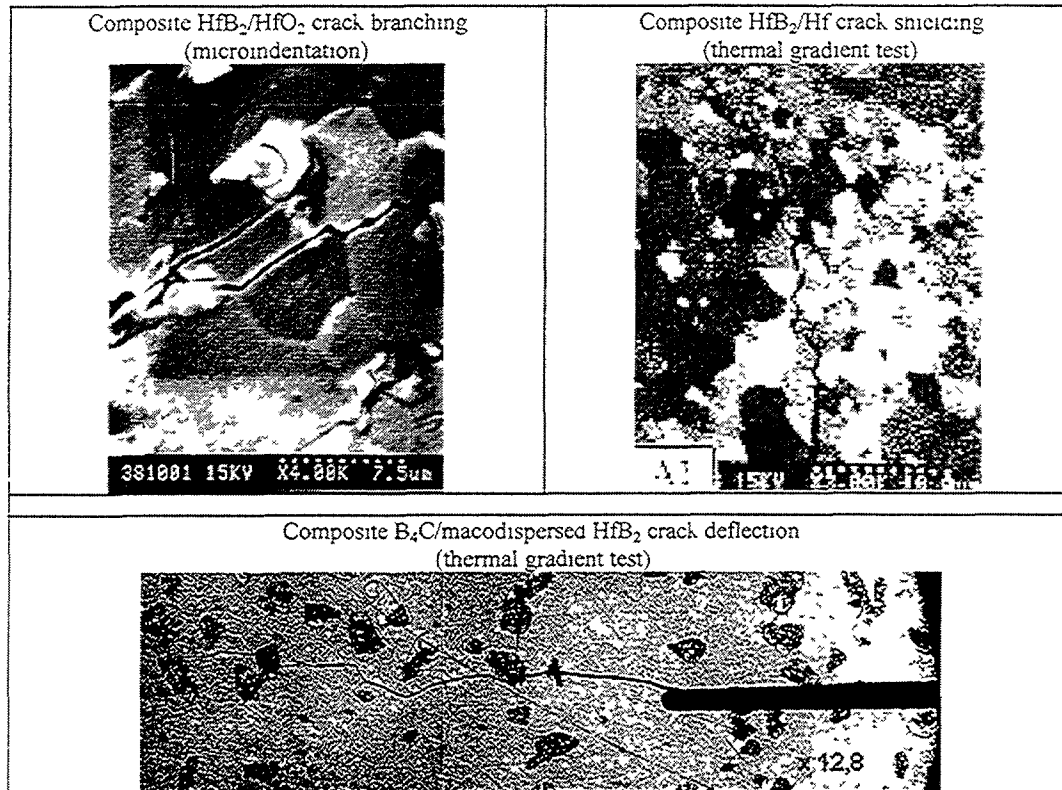 Composite HfB₂/HfO₂ crack branching
(microindentation)
Composite HfB₂/Hf crack
(thermal gradient test)
381001 15KV X4.00K 7.5um
15KV
Composite B₄C/macodispersed HfB₂ crack deflection
(thermal gradient test)
x 12,8